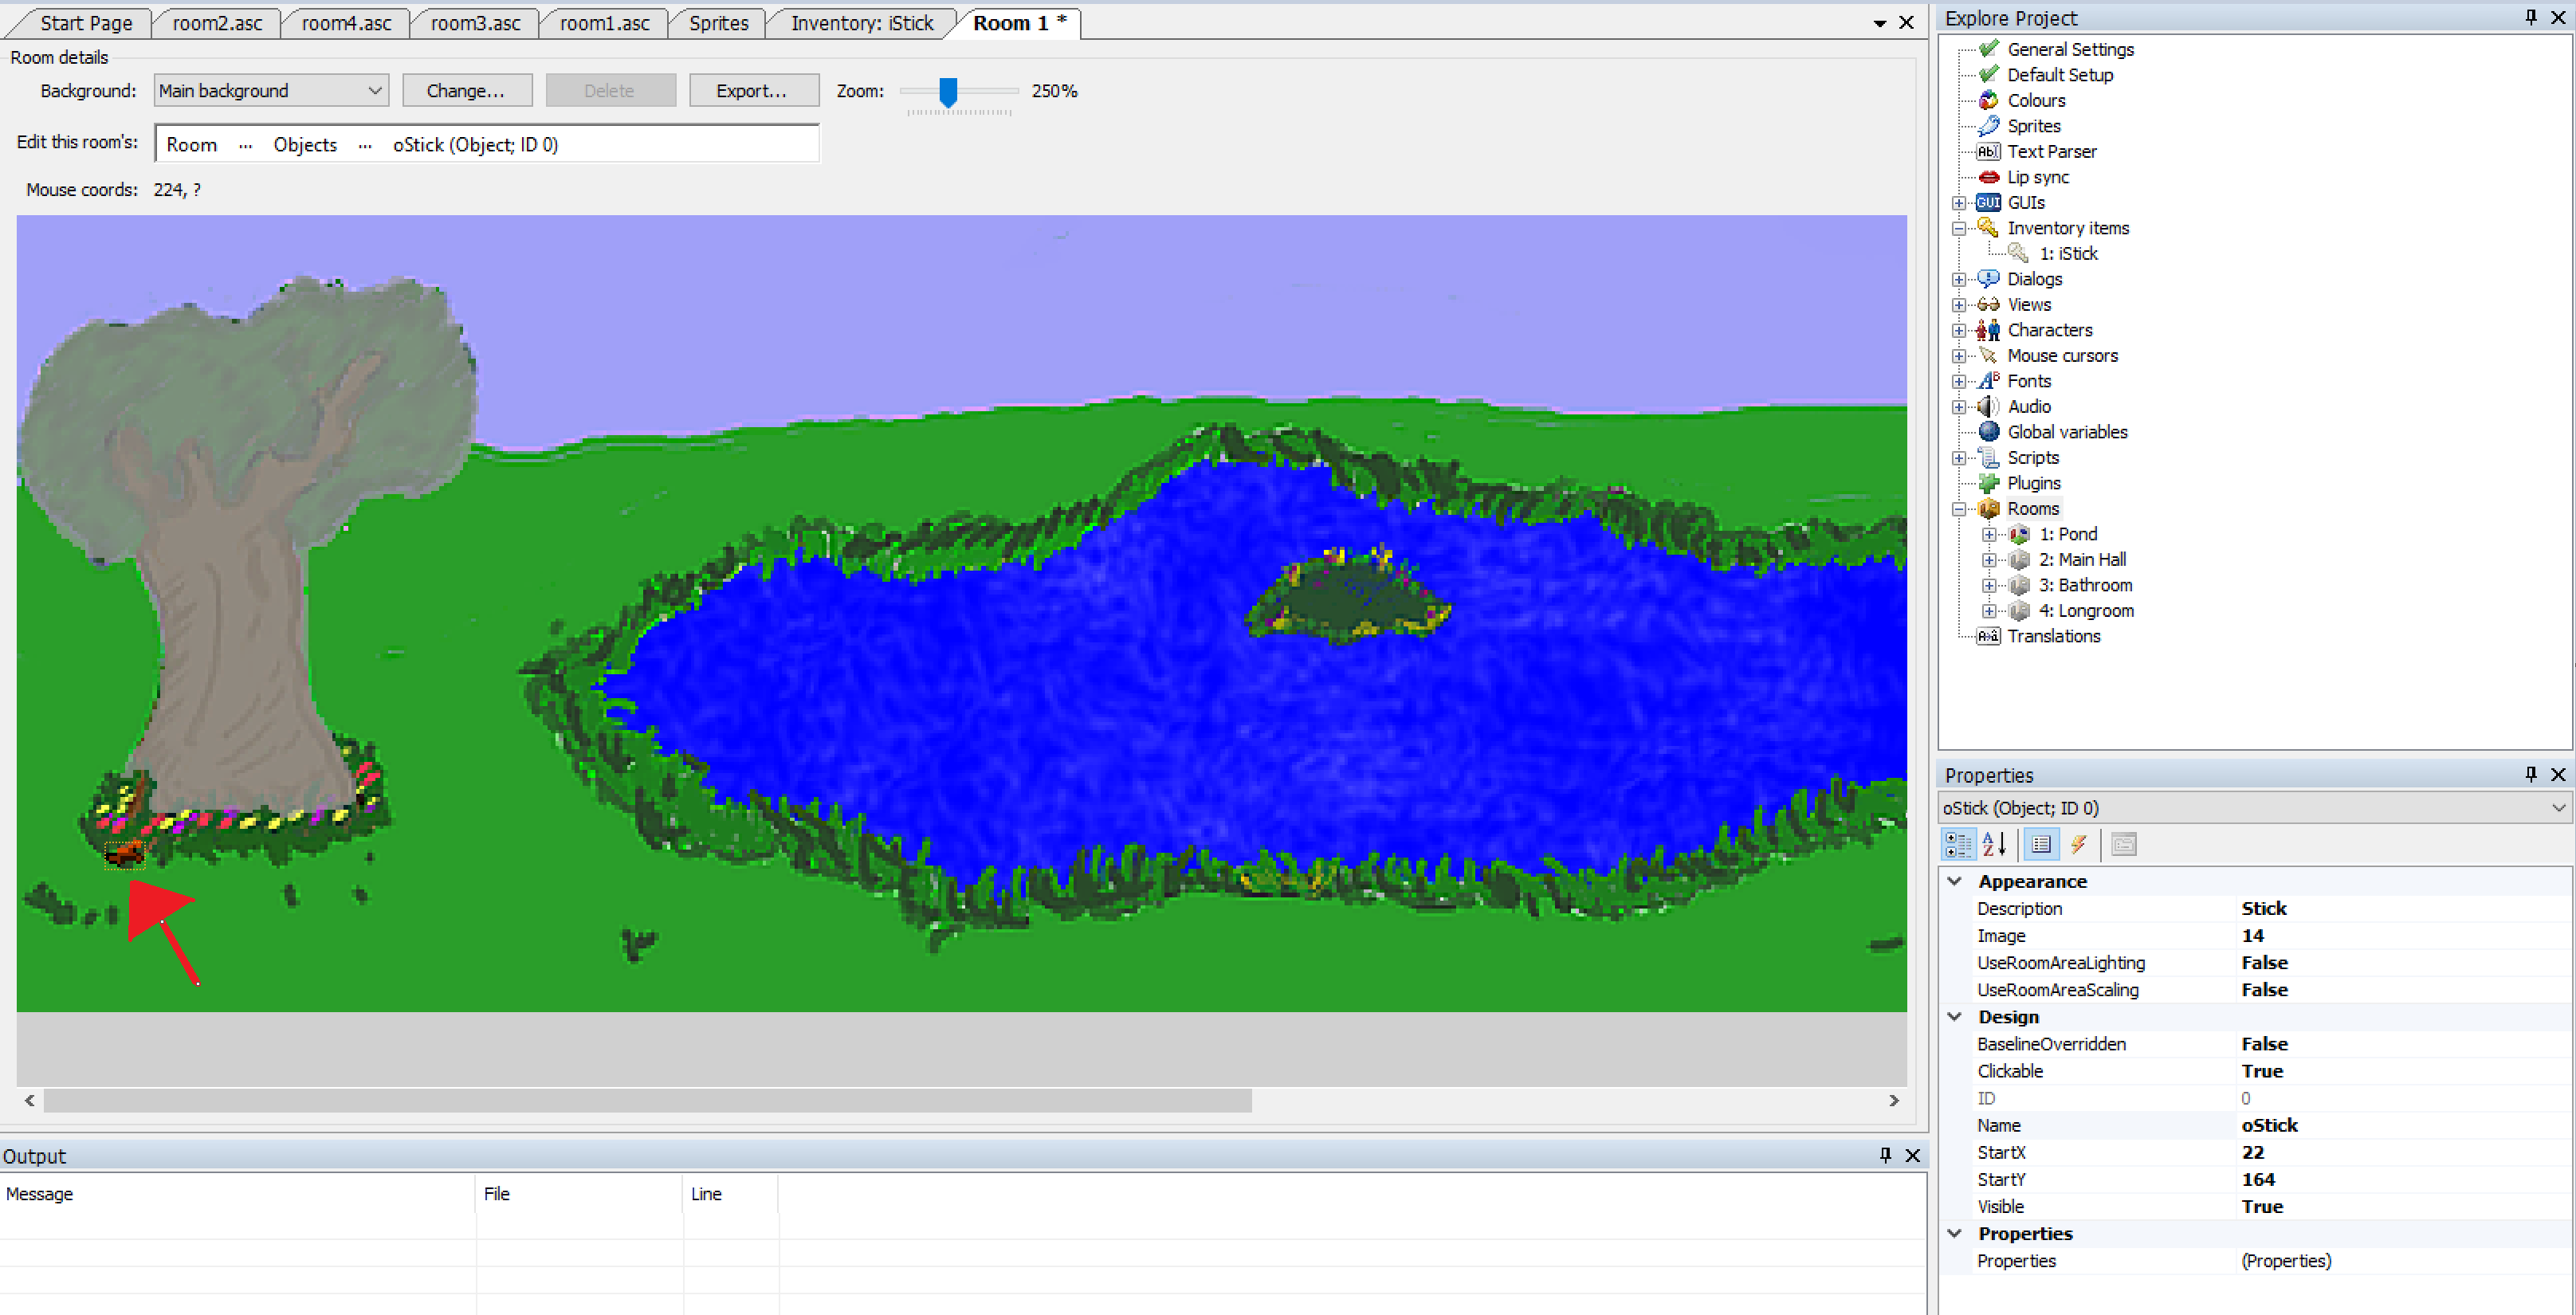 Start Page room2.asc room4.asc room3.asc room1.asc Sprites Inventory: iStick Room 1 *
Room details
Background: Main background Change... Delete Export... Zoom: 250%
Edit this room's: Room ... Objects ... oStick (Object; ID 0)
Mouse coords: 224, ?
Output
Message File Line
Explore Project
General Settings
Default Setup
Colours
Sprites
Text Parser
Lip sync
GUIs
Inventory items
1: iStick
Dialogs
Views
Characters
Mouse cursors
Fonts
Audio
Global variables
Scripts
Plugins
Rooms
1: Pond
2: Main Hall
3: Bathroom
4: Longroom
Translations
Properties
oStick (Object; ID 0)
Appearance
Description Stick
Image 14
UseRoomAreaLighting False
UseRoomAreaScaling False
Design
BaselineOverridden False
Clickable True
ID 0
Name oStick
StartX 22
StartY 164
Visible True
Properties
Properties (Properties)